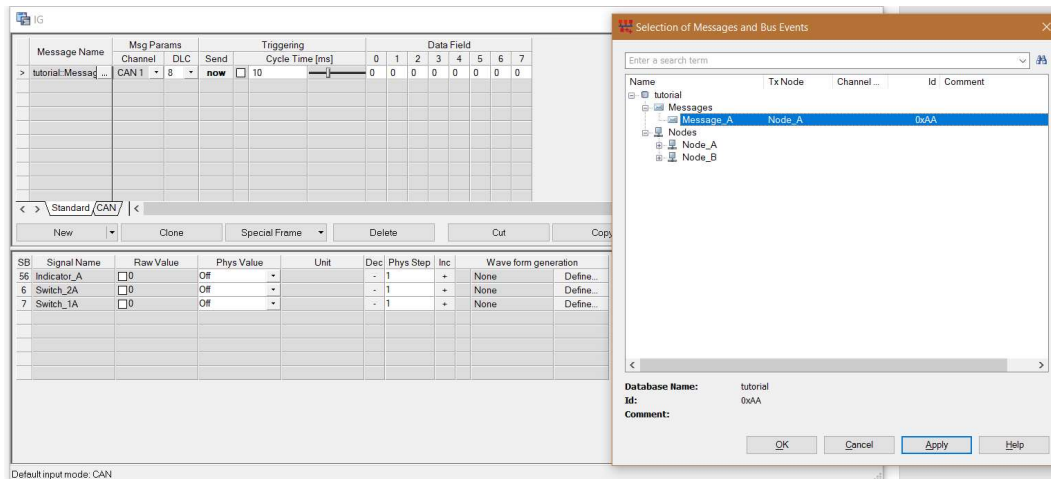 IG
Message Name Msg Params Triggering Data Field
Channel DLC Send Cycle Time [ms] 0 1 2 3 4 5 6 7
> tutorial::Messag ... CAN 1 8 now 10 0 0 0 0 0 0 0 0
< > Standard CAN <
New Clone Special Frame Delete Cut Copy
SB Signal Name Raw Value Phys Value Unit Dec Phys Step Inc Wave form generation
56 Indicator_A 0 Off - 1 + None Define...
6 Switch_2A 0 Off - 1 + None Define...
7 Switch_1A 0 Off - 1 + None Define...
Default input mode: CAN
Selection of Messages and Bus Events
Enter a search term
Name Tx Node Channel ... Id Comment
tutorial
Messages
Message_A Node_A 0xAA
Nodes
Node_A
Node_B
Database Name: tutorial
Id: 0xAA
Comment:
OK Cancel Apply Help